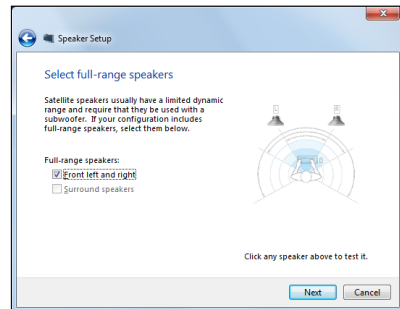 Speaker Setup
Select full-range speakers
Satellite speakers usually have a limited dynamic
range and require that they be used with a
subwoofer. If your configuration includes
full-range speakers, select them below.
L R
Full-range speakers:
Front left and right
Surround speakers
Click any speaker above to test it.
Next Cancel